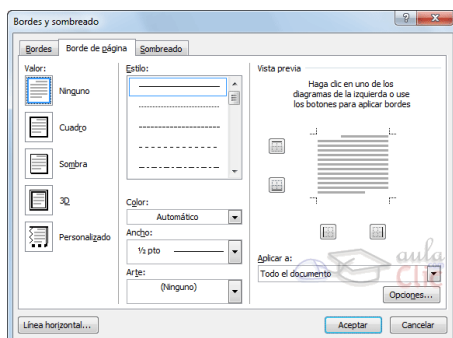 Bordes y sombreado
Bordes
Borde de página
Sombreado
Valor:
Ninguno
Cuadro
Sombra
3D
Personalizado
Estilo:
Color:
Automático
Ancho:
½ pto
Arte:
(Ninguno)
Vista previa
Haga clic en uno de los
diagramas de la izquierda o use
los botones para aplicar bordes
Aplicar a:
Todo el documento
aula
Clic
Opciones...
Línea horizontal...
Aceptar
Cancelar